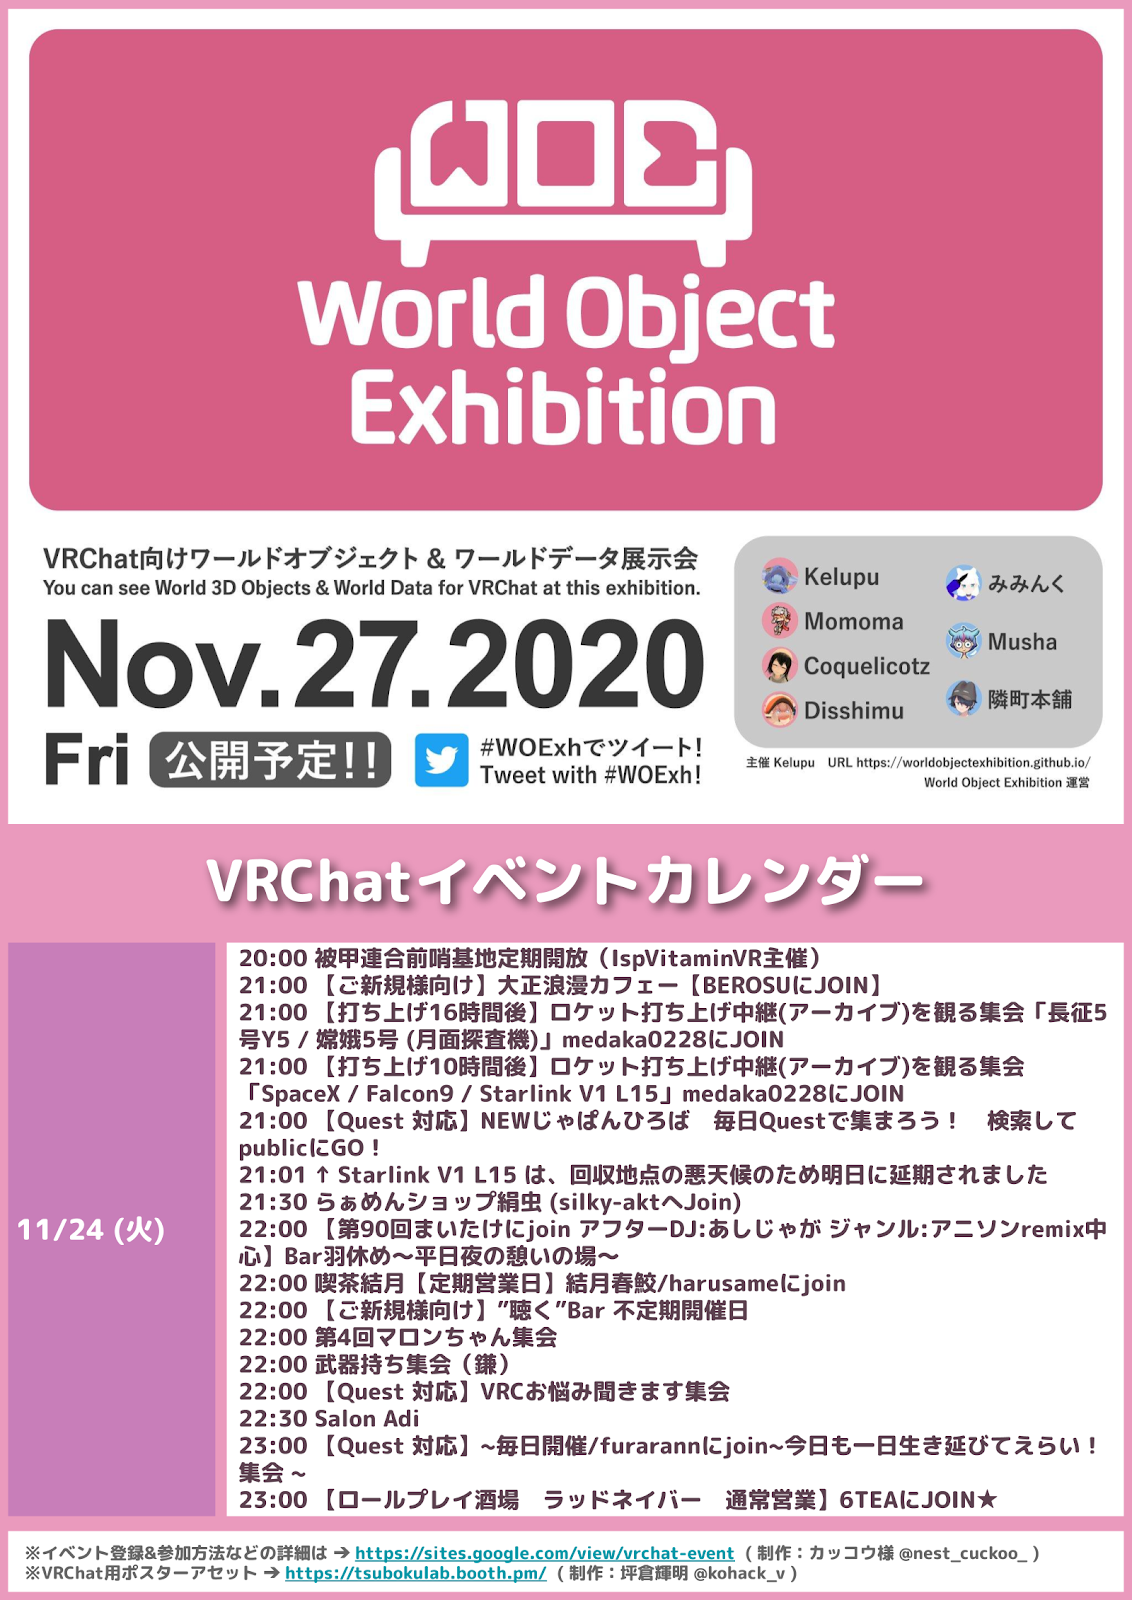 WOE
World Object
Exhibition
VRChat向けワールドオブジェクト & ワールドデータ展示会
You can see World 3D Objects & World Data for VRChat at this exhibition.
Nov.27.2020
Fri 公開予定!!
#WOExhでツイート!
Tweet with #WOExh!
Kelupu
Momoma
Coquelicotz
Disshimu
みみんく
Musha
隣町本舗
主催 Kelupu URL https://worldobjectexhibition.github.io/
World Object Exhibition 運営
VRChatイベントカレンダー
11/24 (火)
20:00 被甲連合前哨基地定期開放（IspVitaminVR主催）
21:00 【ご新規様向け】大正浪漫カフェー【BEROSUにJOIN】
21:00 【打ち上げ16時間後】ロケット打ち上げ中継(アーカイブ)を観る集会「長征5
号Y5 / 嫦娥5号 (月面探査機)」medaka0228にJOIN
21:00 【打ち上げ10時間後】ロケット打ち上げ中継(アーカイブ)を観る集会
「SpaceX / Falcon9 / Starlink V1 L15」medaka0228にJOIN
21:00 【Quest 対応】NEWじゃぱんひろば　毎日Questで集まろう！　検索して
publicにGO！
21:01 ↑ Starlink V1 L15 は、回収地点の悪天候のため明日に延期されました
21:30 らぁめんショップ絹虫 (silky-aktへJoin)
22:00 【第90回まいたけにjoin アフターDJ:あしじゃが ジャンル:アニソンremix中
心】Bar羽休め～平日夜の憩いの場～
22:00 喫茶結月【定期営業日】結月春鮫/harusameにjoin
22:00 【ご新規様向け】”聴く”Bar 不定期開催日
22:00 第4回マロンちゃん集会
22:00 武器持ち集会（鎌）
22:00 【Quest 対応】VRCお悩み聞きます集会
22:30 Salon Adi
23:00 【Quest 対応】~毎日開催/furarannにjoin~今日も一日生き延びてえらい！
集会 ~
23:00 【ロールプレイ酒場　ラッドネイバー　通常営業】6TEAにJOIN★
※イベント登録&参加方法などの詳細は ➔ https://sites.google.com/view/vrchat-event ( 制作：カッコウ様 @nest_cuckoo_ )
※VRChat用ポスターアセット ➔ https://tsubokulab.booth.pm/ ( 制作：坪倉輝明 @kohack_v )